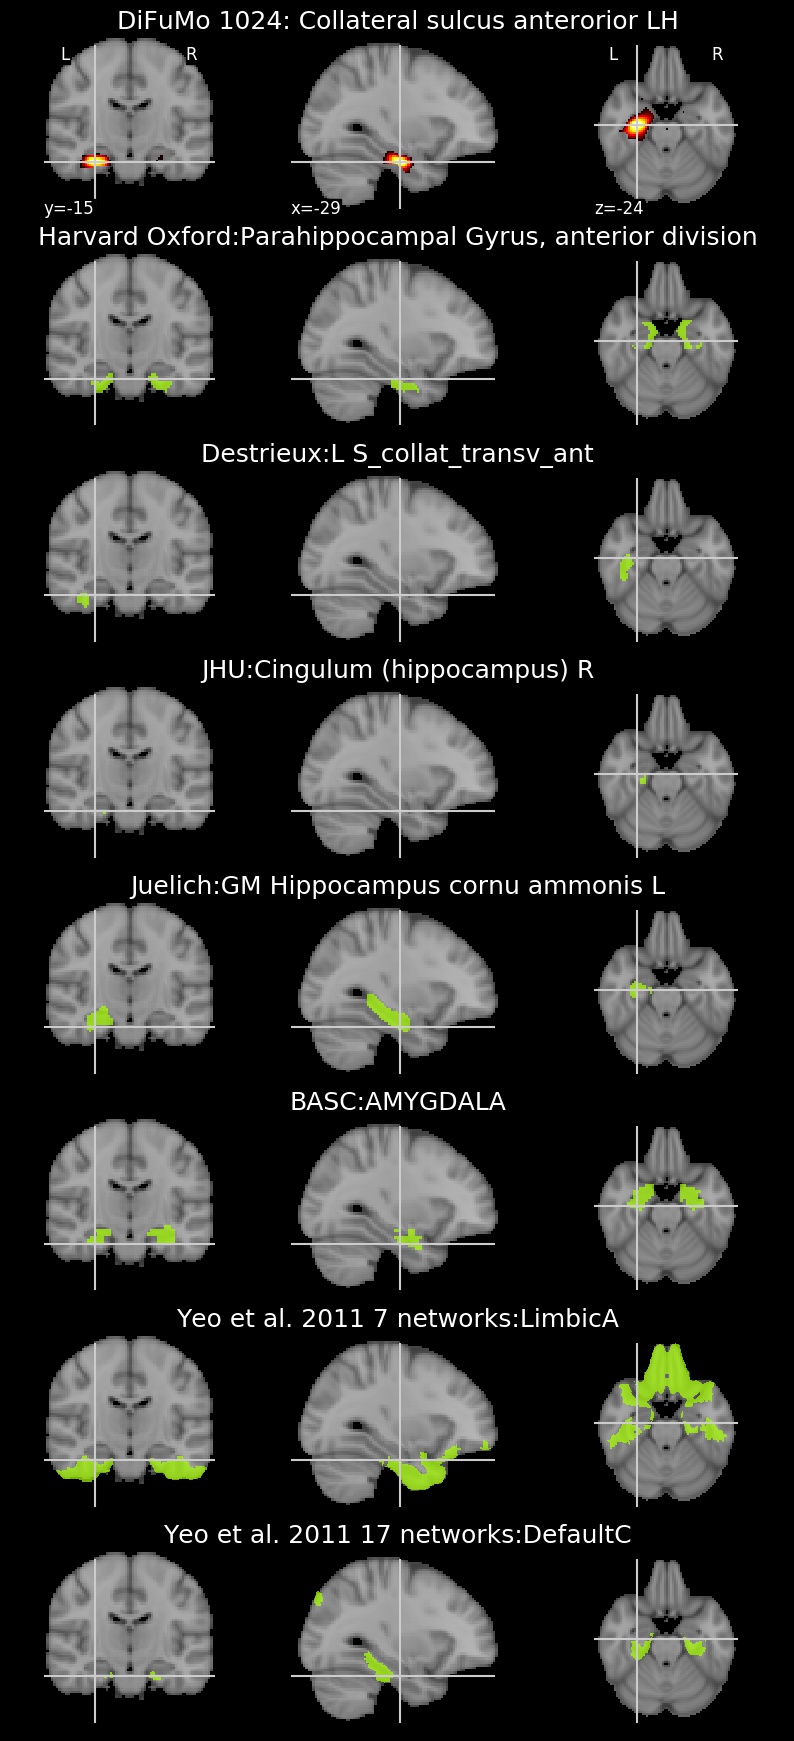 DiFuMo 1024: Collateral sulcus anterorior LH
L R L R
y=-15 x=-29 z=-24
Harvard Oxford:Parahippocampal Gyrus, anterior division
Destrieux:L S_collat_transv_ant
JHU:Cingulum (hippocampus) R
Juelich:GM Hippocampus cornu ammonis L
BASC:AMYGDALA
Yeo et al. 2011 7 networks:LimbicA
Yeo et al. 2011 17 networks:DefaultC